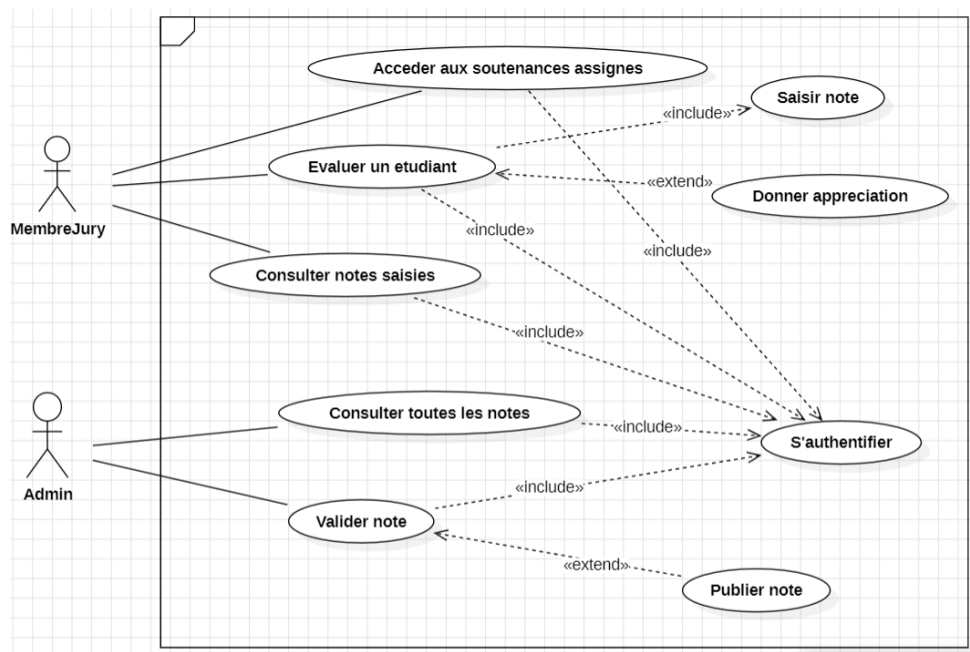 Acceder aux soutenances assignes
Saisir note
«include»
Evaluer un etudiant
«extend»
Donner appreciation
MembreJury
«include»
«include»
Consulter notes saisies
«include»
Consulter toutes les notes
«include»
S'authentifier
Admin
«include»
Valider note
«extend»
Publier note